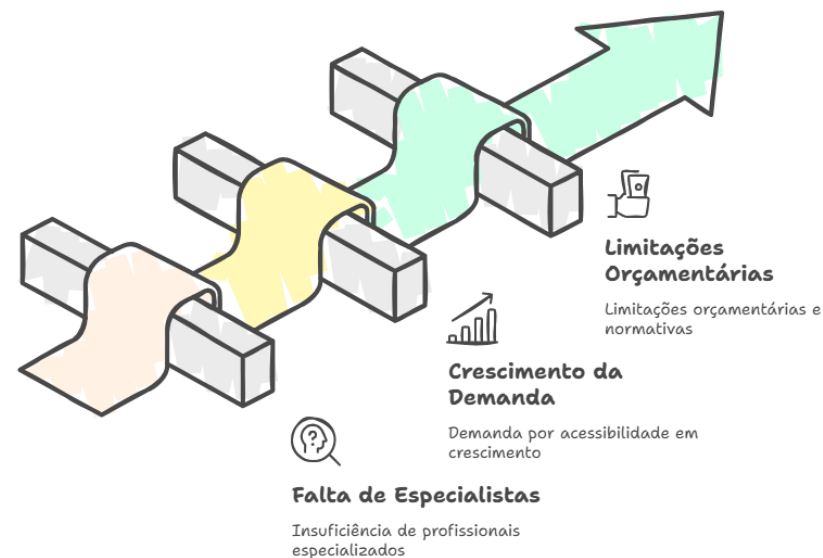 Limitações
Orçamentárias
Limitações orçamentárias e
normativas
Crescimento da
Demanda
Demanda por acessibilidade em
crescimento
?
Falta de Especialistas
Insuficiência de profissionais
especializados